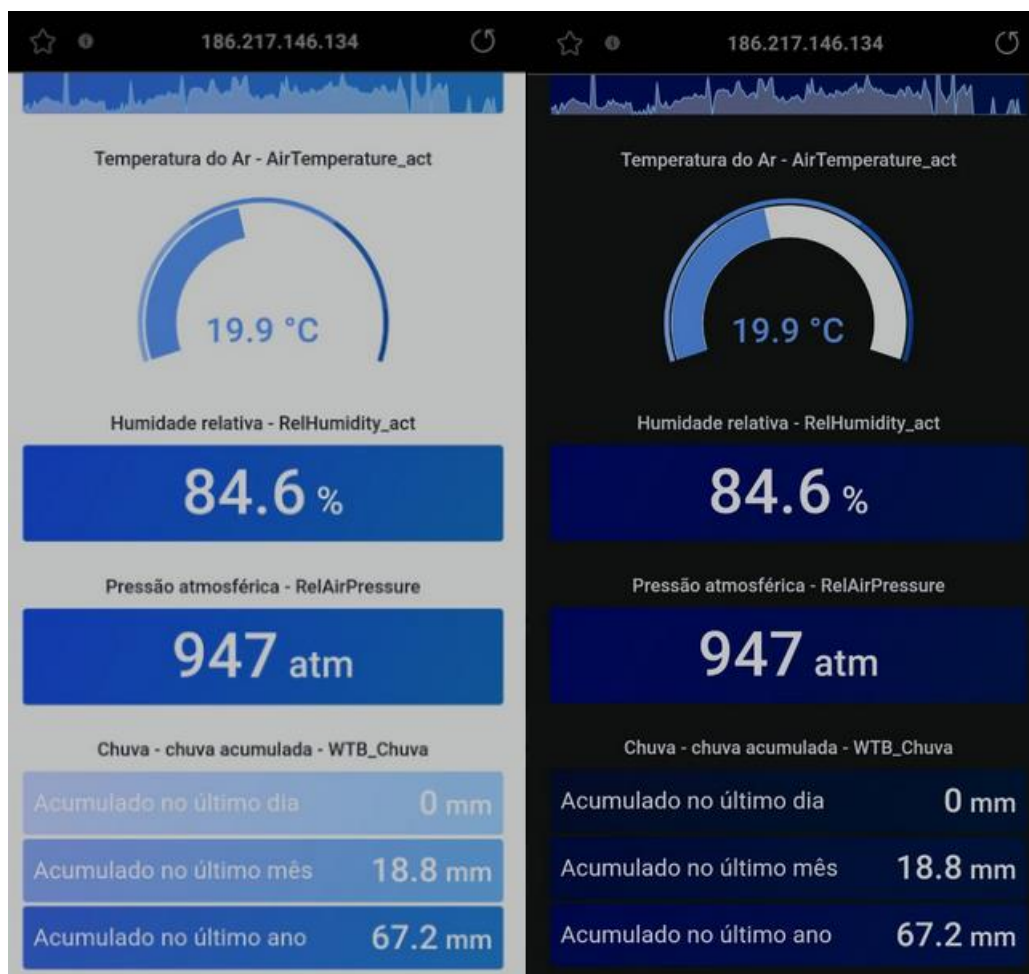 186.217.146.134
Temperatura do Ar - AirTemperature_act
19.9 °C
Humidade relativa - RelHumidity_act
84.6 %
Pressão atmosférica - RelAirPressure
947 atm
Chuva - chuva acumulada - WTB_Chuva
Acumulado no último dia 0 mm
Acumulado no último mês 18.8 mm
Acumulado no último ano 67.2 mm
186.217.146.134
Temperatura do Ar - AirTemperature_act
19.9 °C
Humidade relativa - RelHumidity_act
84.6 %
Pressão atmosférica - RelAirPressure
947 atm
Chuva - chuva acumulada - WTB_Chuva
Acumulado no último dia 0 mm
Acumulado no último mês 18.8 mm
Acumulado no último ano 67.2 mm